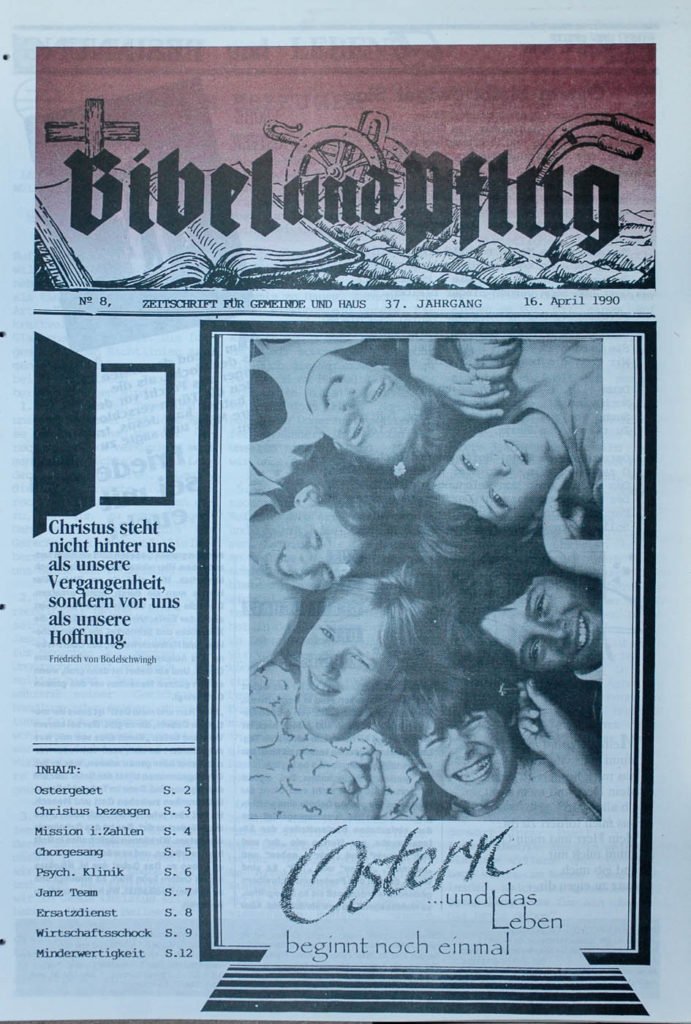 Bibel und Pflug
Nº 8, ZEITSCHRIFT FÜR GEMEINDE UND HAUS 37. JAHRGANG 16. April 1990
Christus steht
nicht hinter uns
als unsere
Vergangenheit,
sondern vor uns
als unsere
Hoffnung.
Friedrich von Bodelschwingh
INHALT:
Ostergebet S. 2
Christus bezeugen S. 3
Mission i.Zahlen S. 4
Chorgesang S. 5
Psych. Klinik S. 6
Janz Team S. 7
Ersatzdienst S. 8
Wirtschaftsschock S. 9
Minderwertigkeit S.12
Ostern
...und das
Leben
beginnt noch einmal